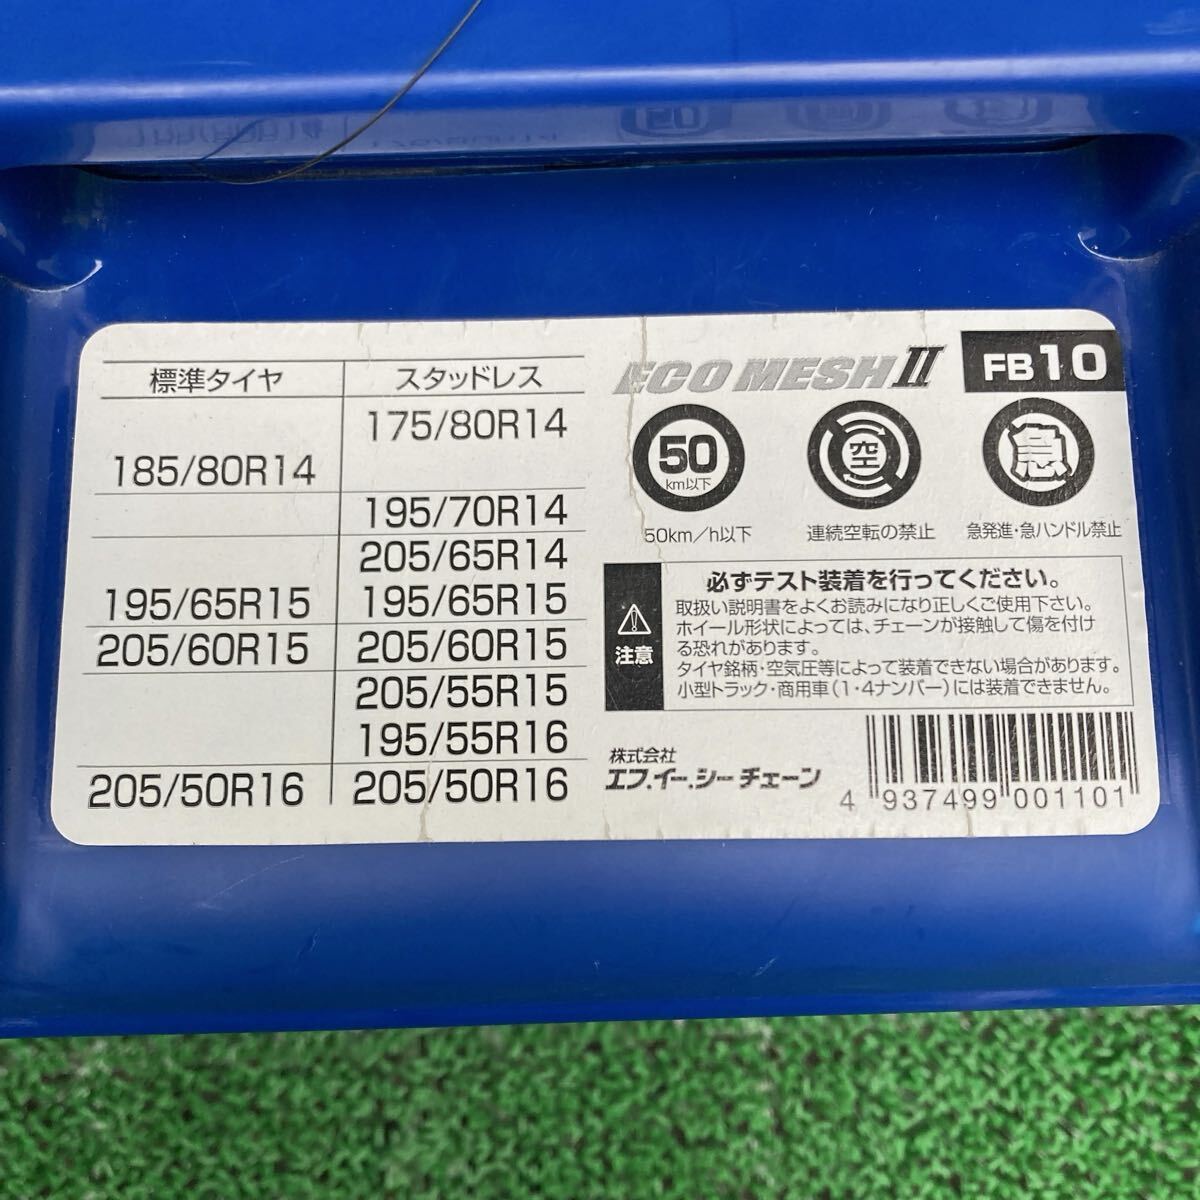 標準タイヤ スタッドレス
175/80R14
185/80R14
195/70R14
205/65R14
195/65R15 195/65R15
205/60R15 205/60R15
205/55R15
195/55R16
205/50R16 205/50R16
ECO MESH II
FB10
50
km以下
空
急
50km/h以下
連続空転の禁止
急発進・急ハンドル禁止
注意
必ずテスト装着を行ってください。
取扱い説明書をよくお読みになり正しくご使用下さい。
ホイール形状によっては、チェーンが接触して傷を付け
る恐れがあります。
タイヤ銘柄・空気圧等によって装着できない場合があります。
小型トラック・商用車(1・4ナンバー)には装着できません。
株式会社
エフ.イー.シーチェーン
4 937499 001101